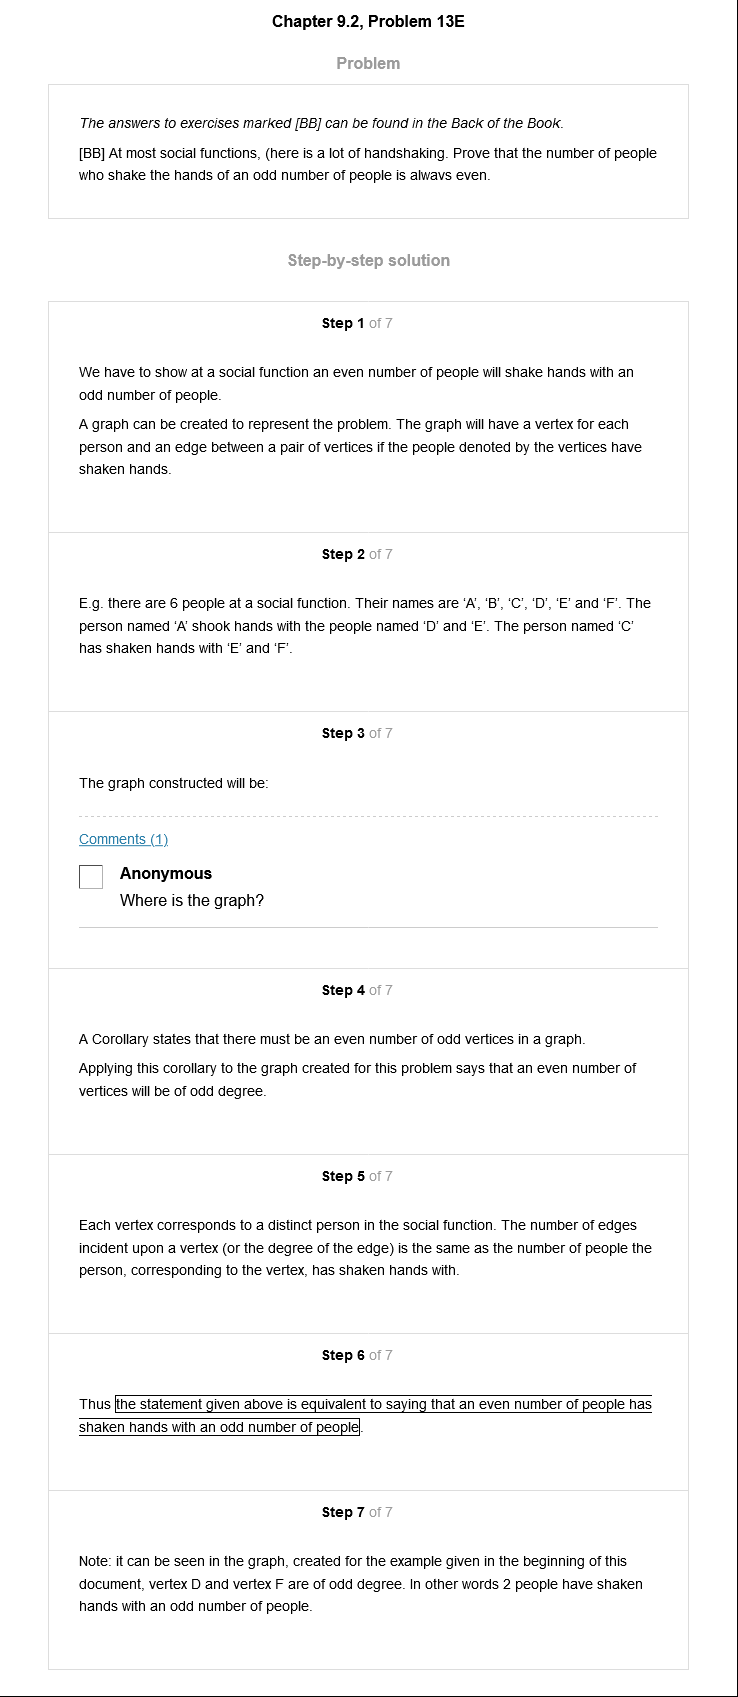 Chapter 9.2, Problem 13E
Problem
The answers to exercises marked [BB] can be found in the Back of the Book.
[BB] At most social functions, (here is a lot of handshaking. Prove that the number of people
who shake the hands of an odd number of people is alwavs even.
Step-by-step solution
Step 1 of 7
We have to show at a social function an even number of people will shake hands with an
odd number of people.
A graph can be created to represent the problem. The graph will have a vertex for each
person and an edge between a pair of vertices if the people denoted by the vertices have
shaken hands.
Step 2 of 7
E.g. there are 6 people at a social function. Their names are ‘A’, ‘B’, ‘C’, ‘D’, ‘E’ and ‘F’. The
person named ‘A’ shook hands with the people named ‘D’ and ‘E’. The person named ‘C’
has shaken hands with ‘E’ and ‘F’.
Step 3 of 7
The graph constructed will be:
Comments (1)
Anonymous
Where is the graph?
Step 4 of 7
A Corollary states that there must be an even number of odd vertices in a graph.
Applying this corollary to the graph created for this problem says that an even number of
vertices will be of odd degree.
Step 5 of 7
Each vertex corresponds to a distinct person in the social function. The number of edges
incident upon a vertex (or the degree of the edge) is the same as the number of people the
person, corresponding to the vertex, has shaken hands with.
Step 6 of 7
Thus the statement given above is equivalent to saying that an even number of people has
shaken hands with an odd number of people.
Step 7 of 7
Note: it can be seen in the graph, created for the example given in the beginning of this
document, vertex D and vertex F are of odd degree. In other words 2 people have shaken
hands with an odd number of people.